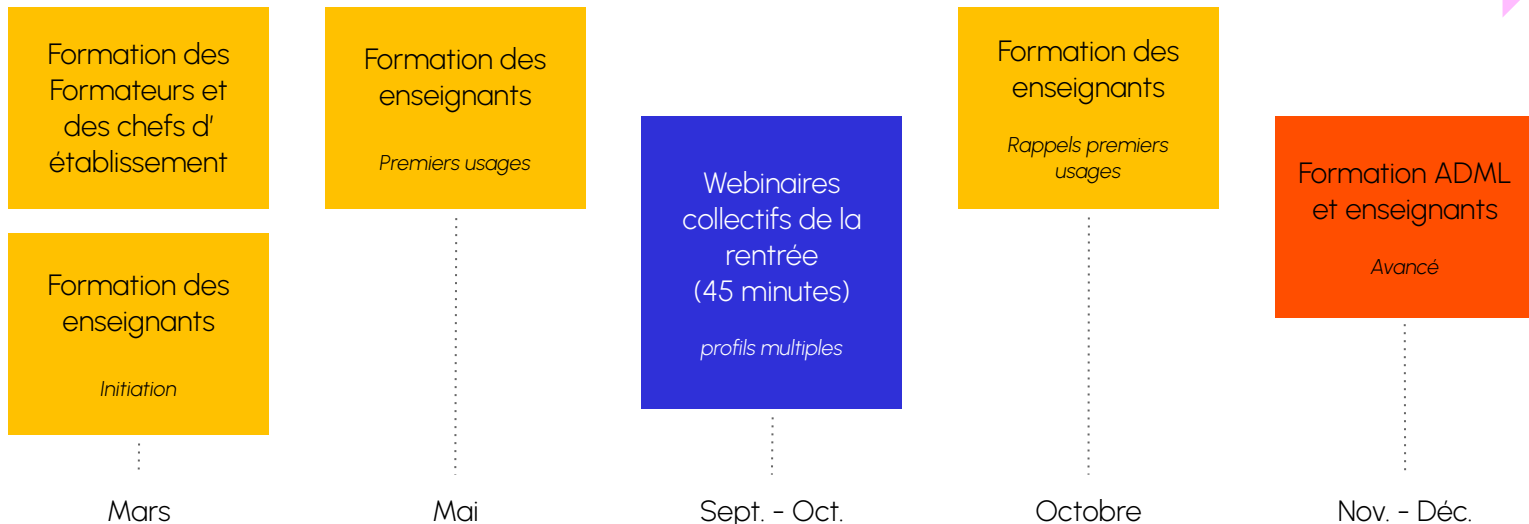 Formation des
Formateurs et
des chefs d'
établissement
Formation des
enseignants
Initiation
Mars
Formation des
enseignants
Premiers usages
Mai
Webinaires
collectifs de la
rentrée
(45 minutes)
profils multiples
Sept. - Oct.
Formation des
enseignants
Rappels premiers
usages
Octobre
Formation ADML
et enseignants
Avancé
Nov. - Déc.